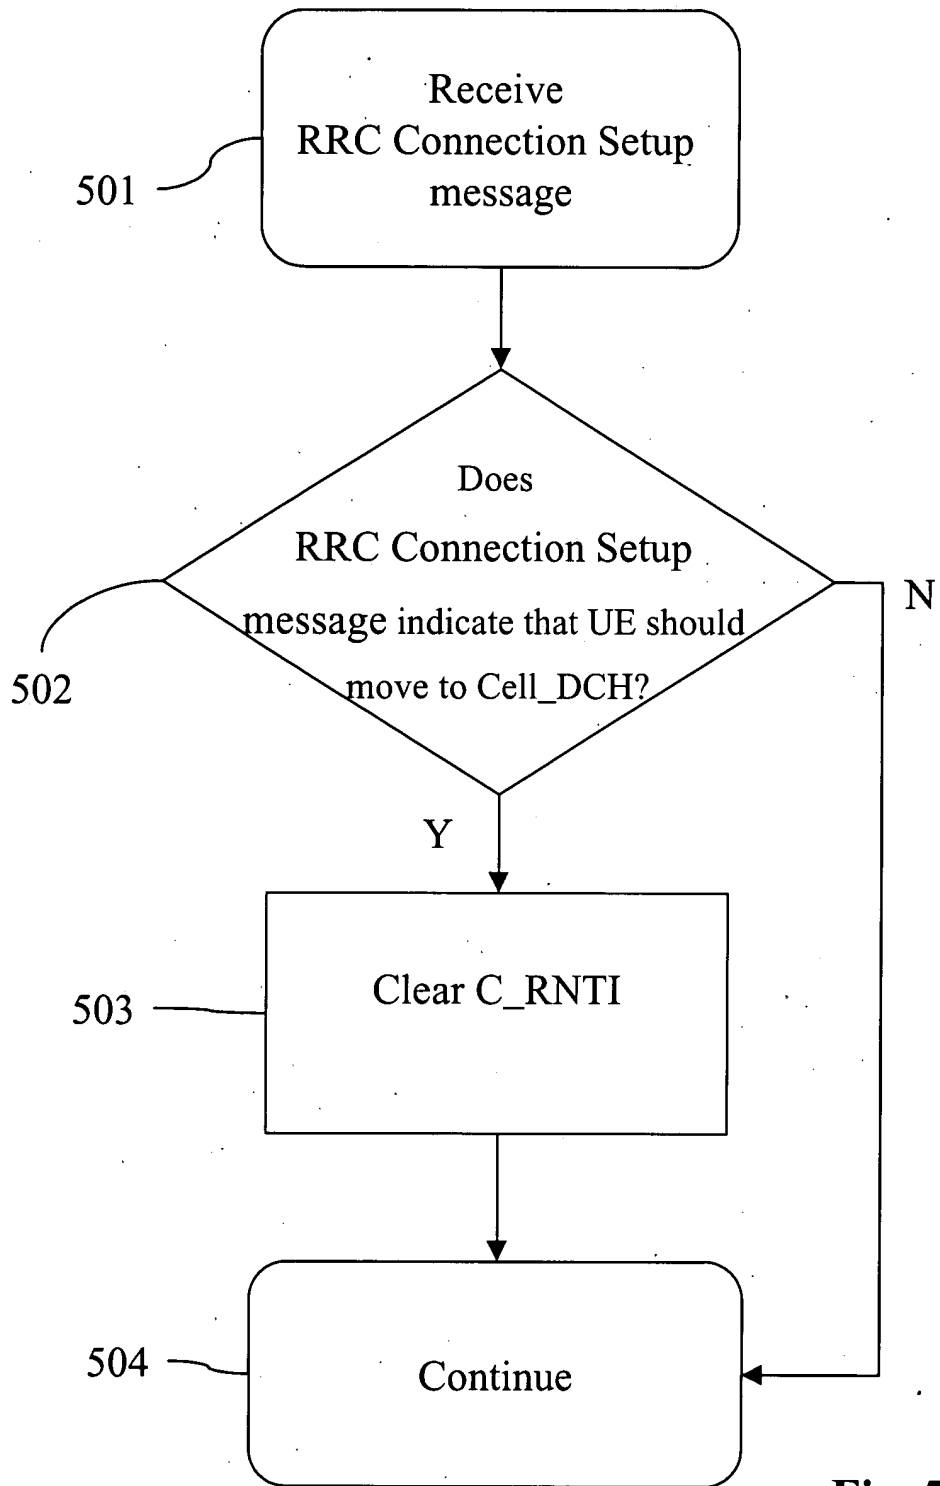 Receive
RRC Connection Setup
message
501
Does
RRC Connection Setup
message indicate that UE should
move to Cell_DCH?
N
502
Y
Clear C_RNTI
503
504
Continue